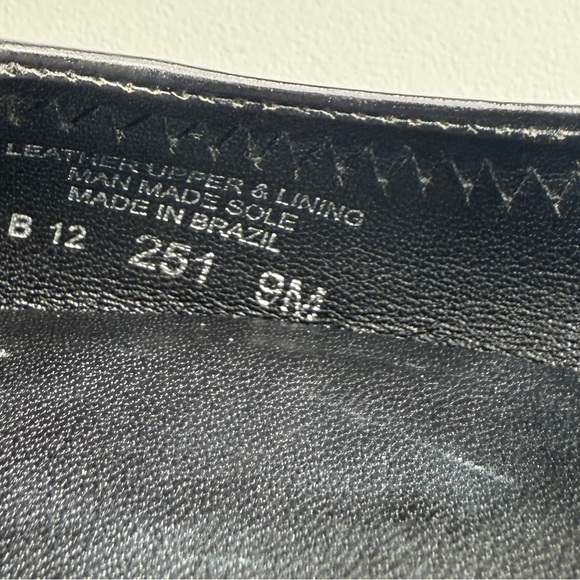 LEATHER UPPER & LINING
MAN MADE SOLE
MADE IN BRAZIL
B 12 251 9M